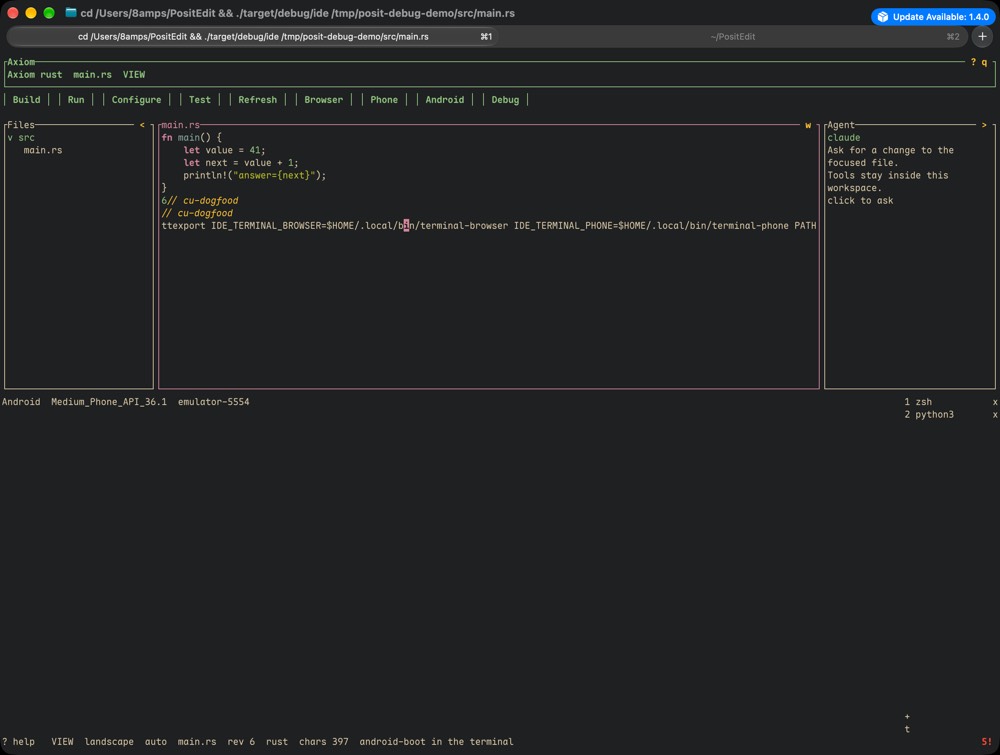 cd /Users/8amps/PositEdit && ./target/debug/ide /tmp/posit-debug-demo/src/main.rs
Update Available: 1.4.0
cd /Users/8amps/PositEdit && ./target/debug/ide /tmp/posit-debug-demo/src/main.rs ⌘1
~/PositEdit ⌘2 +
Axiom ? q
Axiom rust main.rs VIEW
| Build | | Run | | Configure | | Test | | Refresh | | Browser | | Phone | | Android | | Debug |
Files <
v src
main.rs
main.rs w
fn main() {
let value = 41;
let next = value + 1;
println!("answer={next}");
}
6// cu-dogfood
// cu-dogfood
ttexport IDE_TERMINAL_BROWSER=$HOME/.local/bin/terminal-browser IDE_TERMINAL_PHONE=$HOME/.local/bin/terminal-phone PATH
Agent >
claude
Ask for a change to the
focused file.
Tools stay inside this
workspace.
click to ask
Android Medium_Phone_API_36.1 emulator-5554
1 zsh x
2 python3 x
+
t
? help VIEW landscape auto main.rs rev 6 rust chars 397 android-boot in the terminal 5!